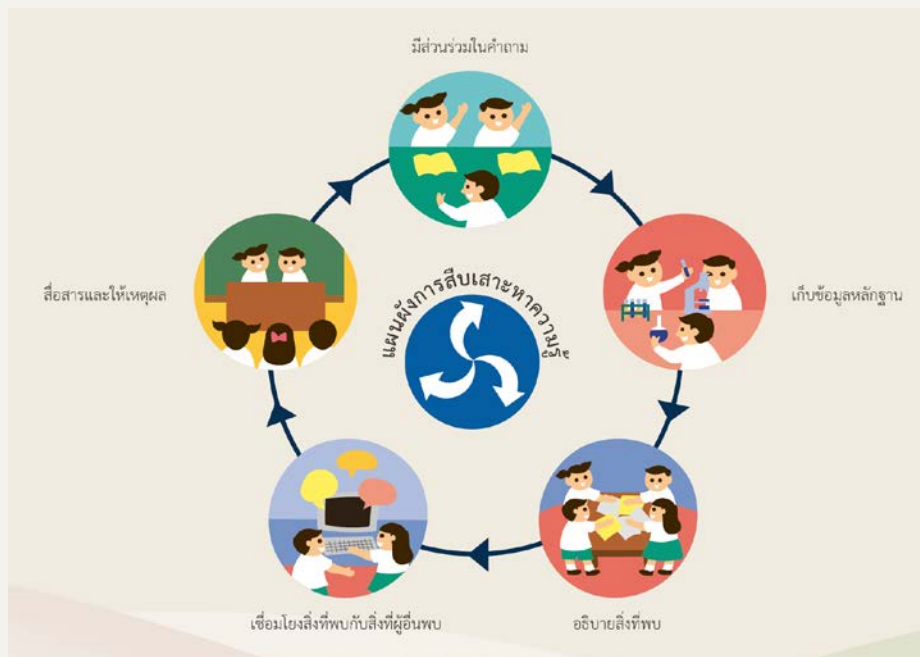 มีส่วนร่วมในคำถาม
สื่อสารและให้เหตุผล
แผนผังการสืบเสาะหาความรู้
เก็บข้อมูลหลักฐาน
เชื่อมโยงสิ่งที่พบกับสิ่งที่ผู้อื่นพบ
อธิบายสิ่งที่พบ